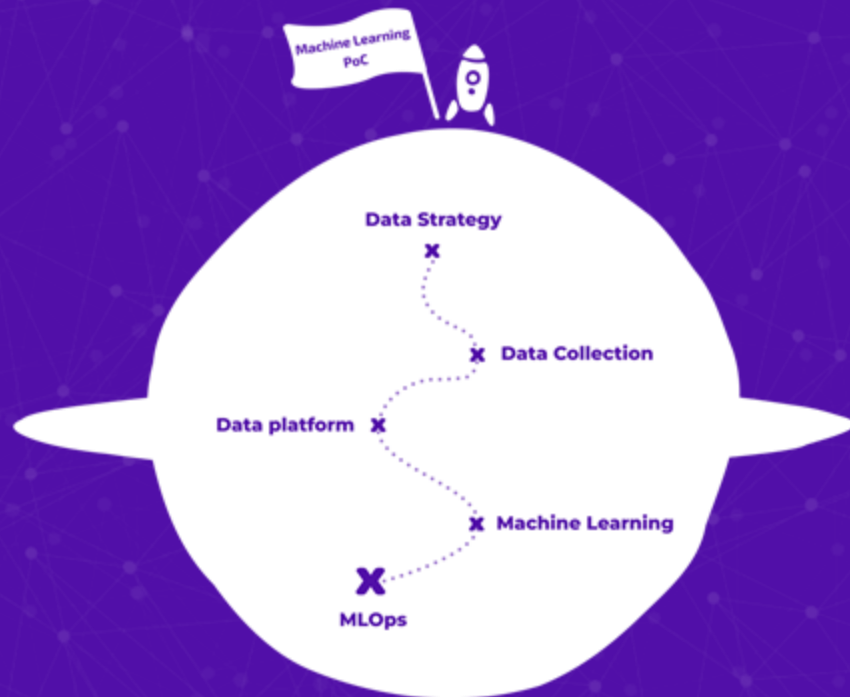 Machine Learning
PoC
Data Strategy
Data Collection
Data platform
Machine Learning
MLOps